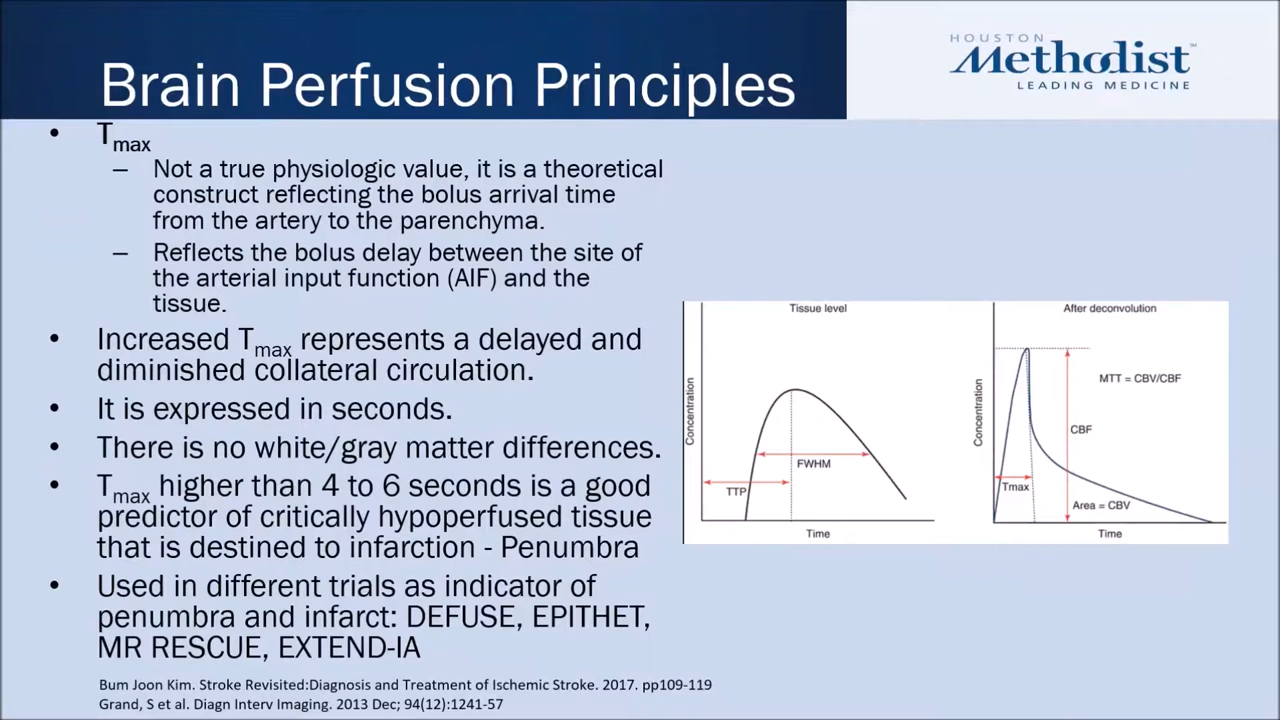 Brain Perfusion Principles
HOUSTON
Methodist™
LEADING MEDICINE
• Tmax
– Not a true physiologic value, it is a theoretical
construct reflecting the bolus arrival time
from the artery to the parenchyma.
– Reflects the bolus delay between the site of
the arterial input function (AIF) and the
tissue.
• Increased Tmax represents a delayed and
diminished collateral circulation.
• It is expressed in seconds.
• There is no white/gray matter differences.
• Tmax higher than 4 to 6 seconds is a good
predictor of critically hypoperfused tissue
that is destined to infarction - Penumbra
• Used in different trials as indicator of
penumbra and infarct: DEFUSE, EPITHET,
MR RESCUE, EXTEND-IA
Tissue level
Concentration
FWHM
TTP
Time
After deconvolution
Concentration
MTT = CBV/CBF
CBF
Tmax
Area = CBV
Time
Bum Joon Kim. Stroke Revisited:Diagnosis and Treatment of Ischemic Stroke. 2017. pp109-119
Grand, S et al. Diagn Interv Imaging. 2013 Dec; 94(12):1241-57